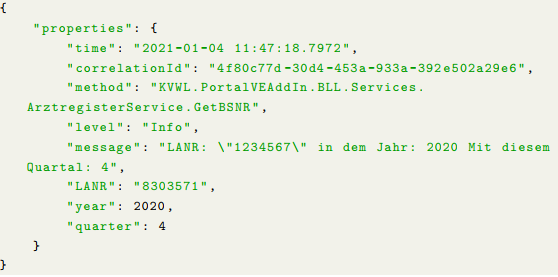 {
"properties": {
"time": "2021-01-04 11:47:18.7972",
"correlationId": "4f80c77d-30d4-453a-933a-392e502a29e6",
"method": "KVWL.PortalVEAddIn.BLL.Services.
ArztregisterService.GetBSNR",
"level": "Info",
"message": "LANR: \"1234567\" in dem Jahr: 2020 Mit diesem
Quartal: 4",
"LANR": "8303571",
"year": 2020,
"quarter": 4
}
}